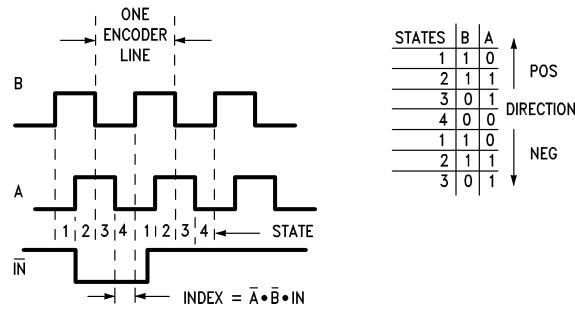 ONE
ENCODER
LINE
B
A
1 2 3 4 1 2 3 4 STATE
I̅N̅
INDEX = A̅•B̅•IN
STATES B A
1 1 0
2 1 1
3 0 1
4 0 0
1 1 0
2 1 1
3 0 1
POS
DIRECTION
NEG